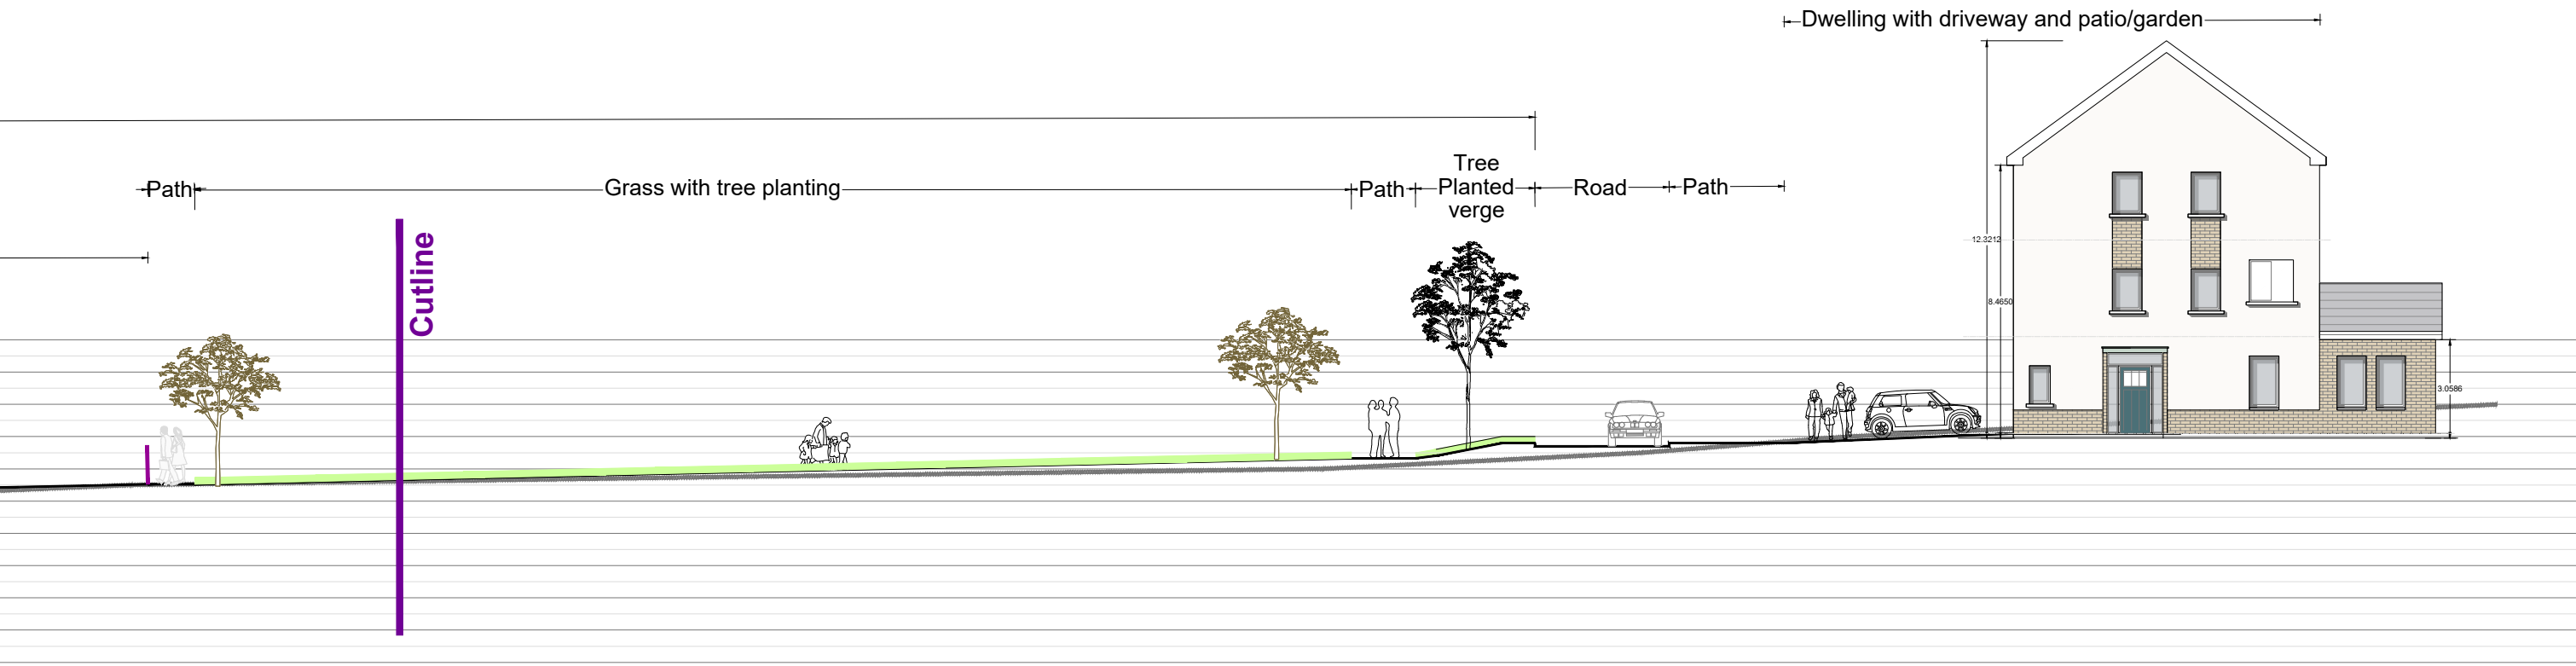 Dwelling with driveway and patio/garden
Path
Grass with tree planting
Path
Tree
Planted
verge
Road
Path
Cutline
12.3212
8.4650
3.0586